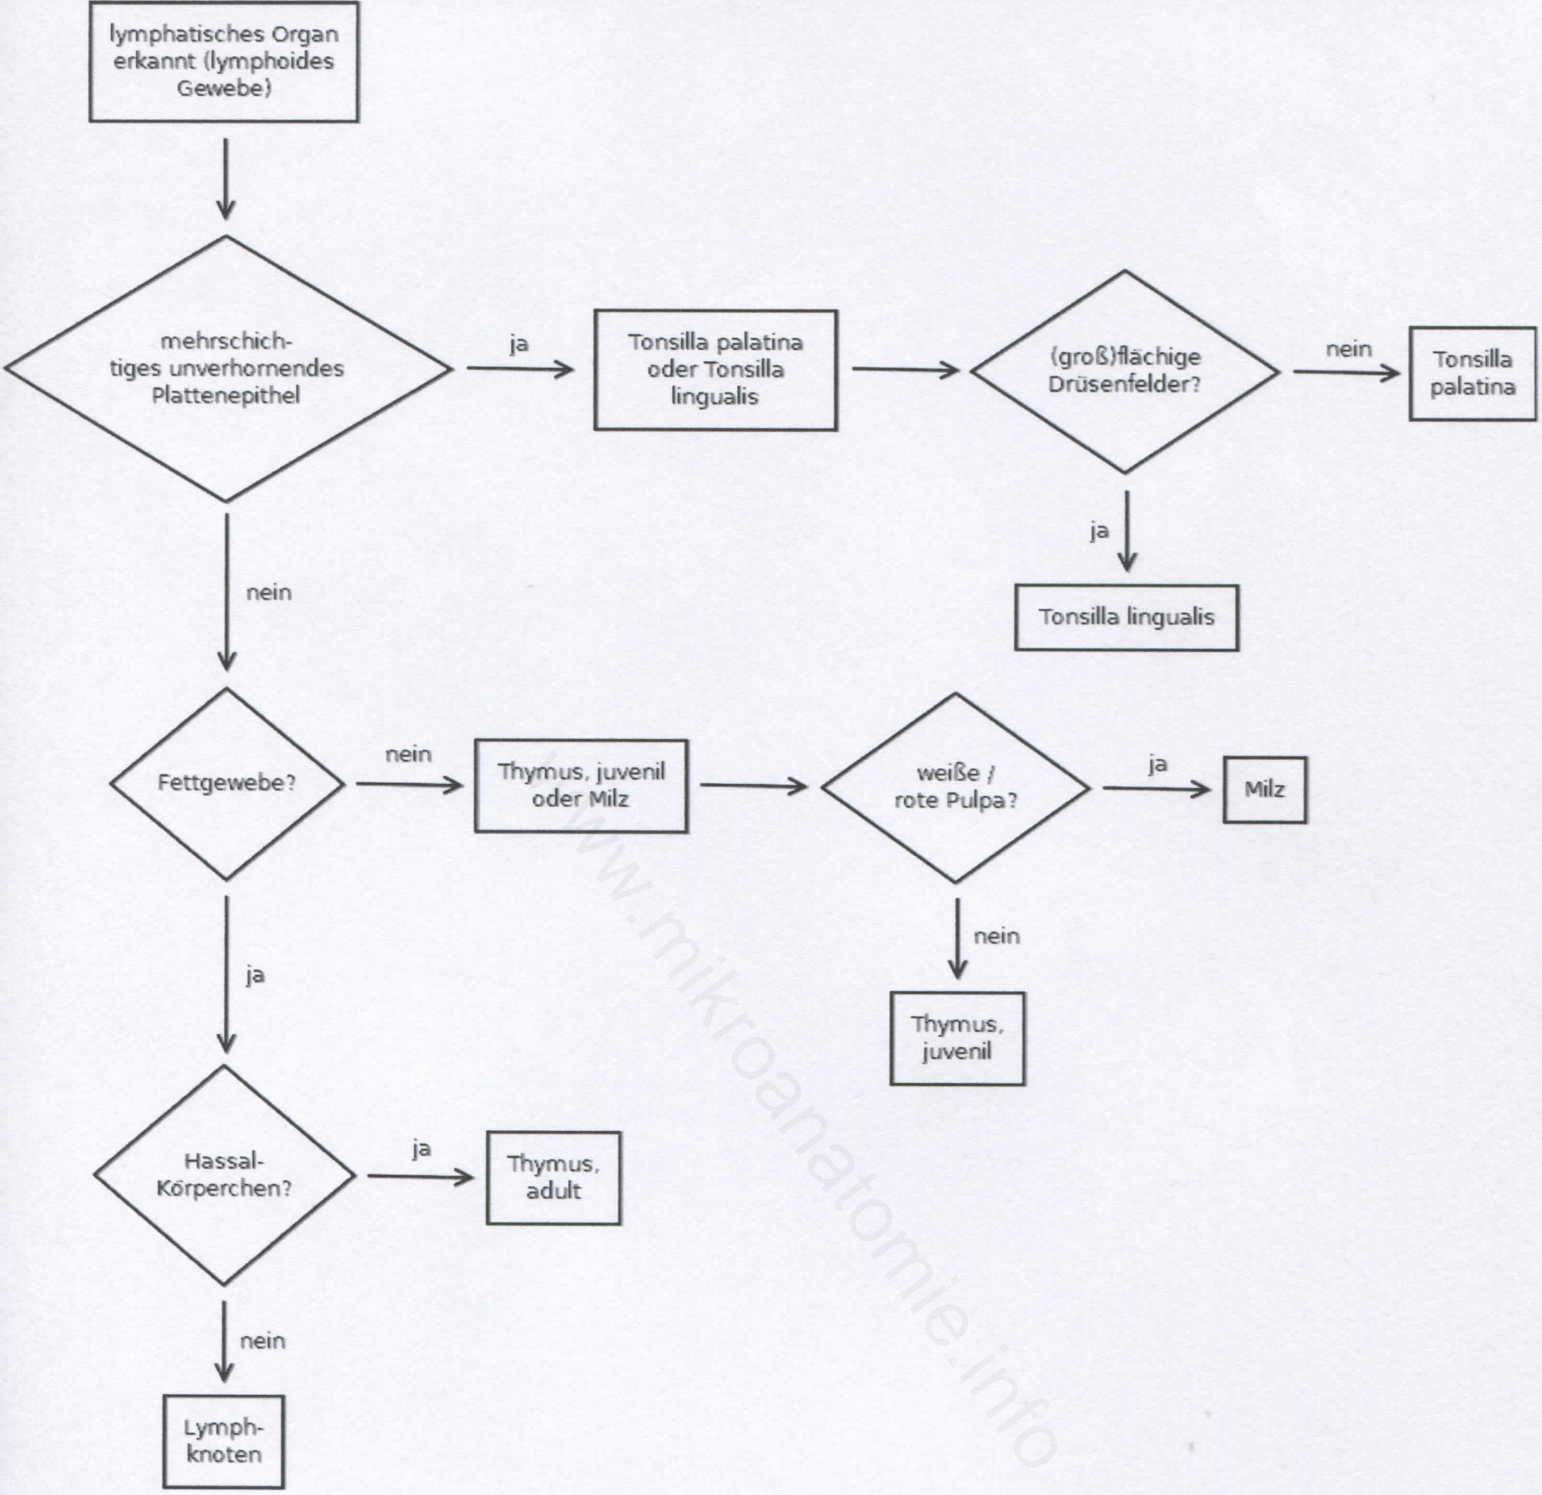 lymphatisches Organ
erkannt (lymphoides
Gewebe)
mehrschich-
tiges unverhornendes
Plattenepithel
ja
Tonsilla palatina
oder Tonsilla
lingualis
(groß)flächige
Drüsenfelder?
nein
Tonsilla
palatina
ja
Tonsilla lingualis
nein
Fettgewebe?
nein
Thymus, juvenil
oder Milz
weiße /
rote Pulpa?
ja
Milz
nein
Thymus,
juvenil
ja
Hassal-
Körperchen?
ja
Thymus,
adult
nein
Lymph-
knoten
www.mikroanatomie.info